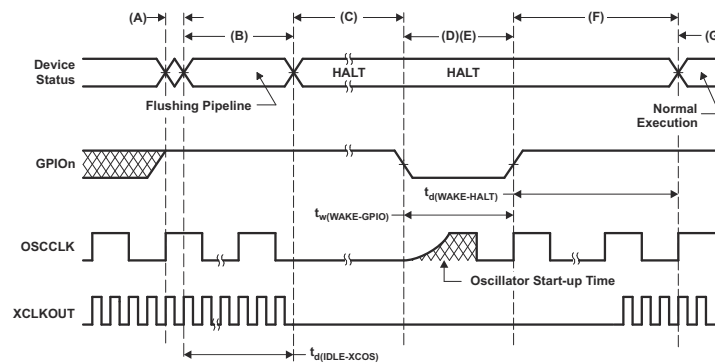 (A)
(B)
(C)
(D)(E)
(F)
(G
Device
Status
HALT
HALT
Flushing Pipeline
Normal
Execution
GPIOn
td(WAKE-HALT)
tw(WAKE-GPIO)
OSCCLK
Oscillator Start-up Time
XCLKOUT
td(IDLE-XCOS)